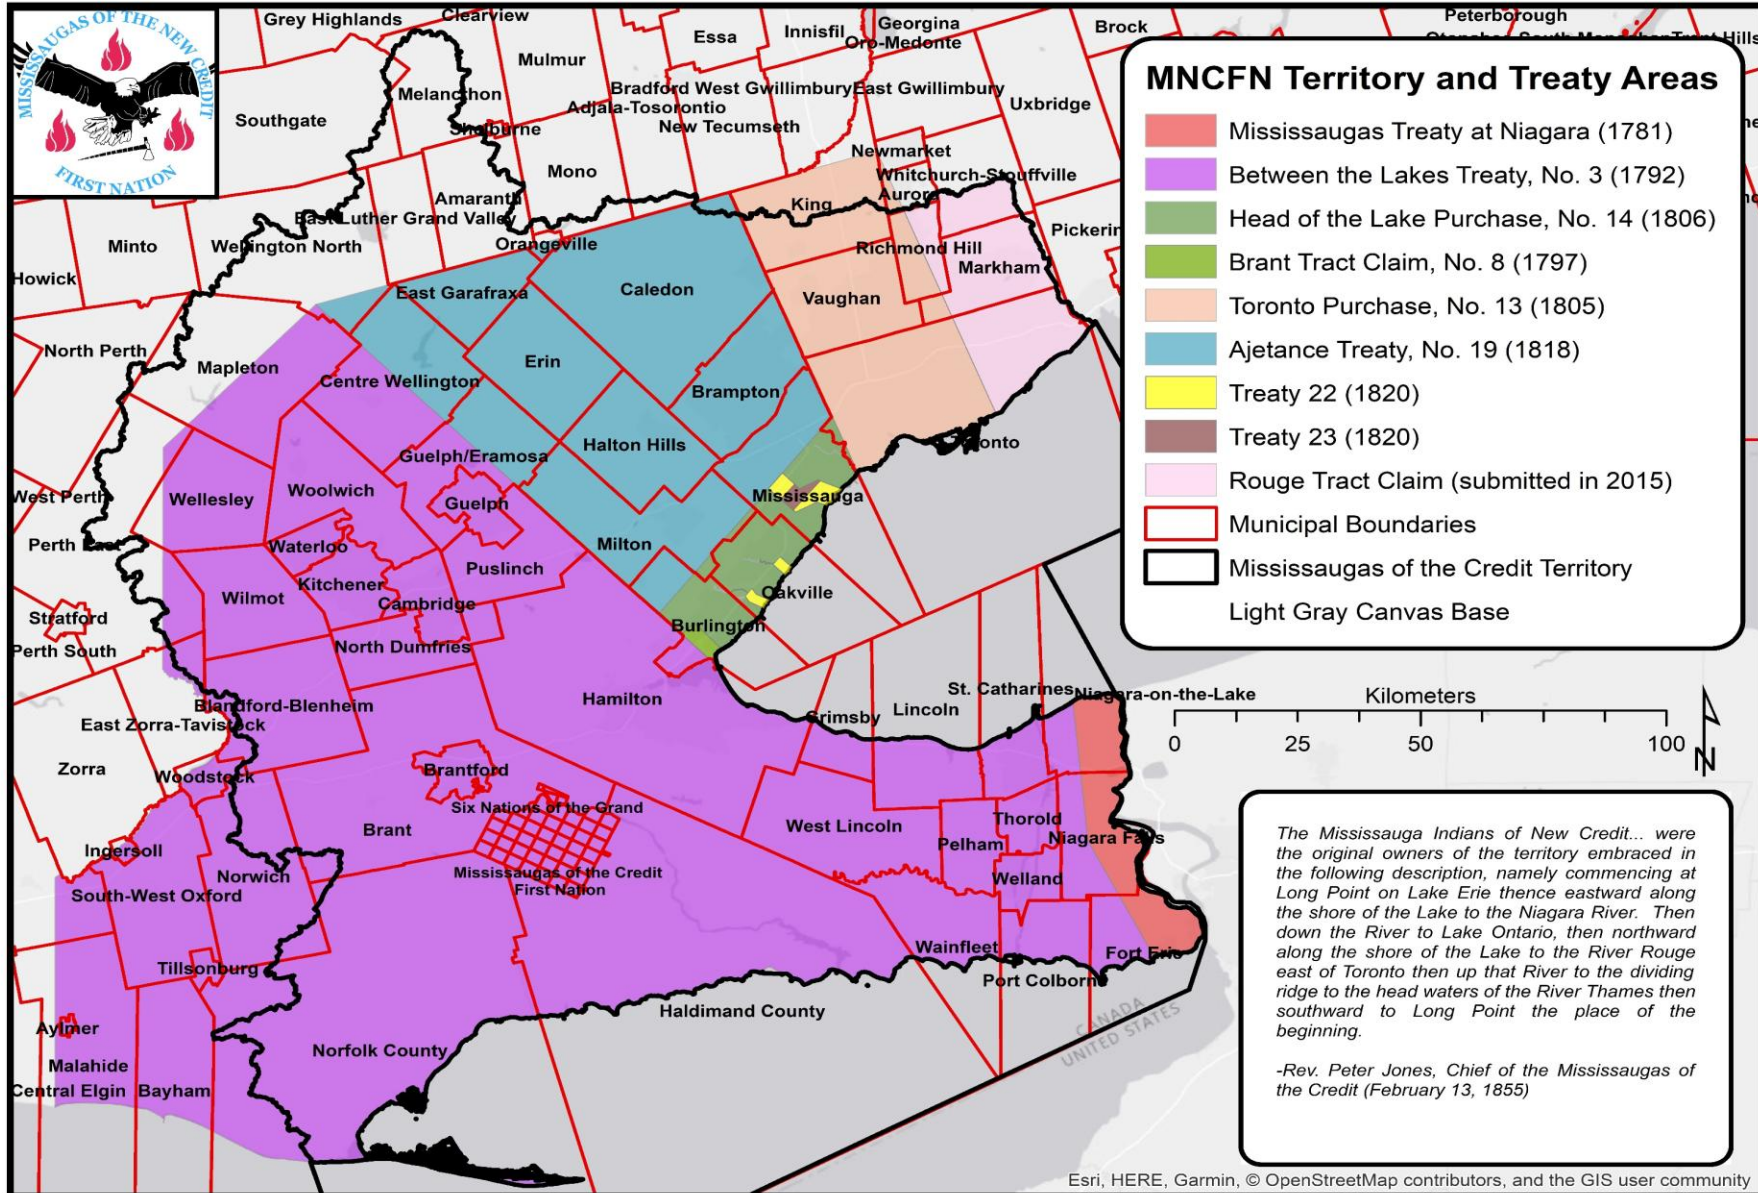 MISSISSAUGAS OF THE NEW CREDIT
FIRST NATION
Grey Highlands
Clearview
Essa
Innisfil
Georgina
Oro-Medonte
Brock
Peterborough
Mulmur
Melancthon
Southgate
Shelburne
Adjala-Tosorontio
Bradford West Gwillimbury
East Gwillimbury
New Tecumseth
Uxbridge
Newmarket
Whitchurch-Stouffville
Aurora
Mono
Amaranth
East Luther Grand Valley
King
Minto
Wellington North
Orangeville
Richmond Hill
Markham
Howick
East Garafraxa
Caledon
Vaughan
North Perth
Mapleton
Centre Wellington
Erin
Brampton
Halton Hills
Guelph/Eramosa
Wellesley
Woolwich
Guelph
Mississauga
West Perth
Perth East
Waterloo
Milton
Puslinch
Kitchener
Wilmot
Cambridge
Oakville
Stratford
Burlington
Perth South
North Dumfries
Hamilton
St. Catharines
Niagara-on-the-Lake
Blandford-Blenheim
Lincoln
Grimsby
East Zorra-Tavistock
Zorra
Woodstock
Brantford
Six Nations of the Grand
Brant
West Lincoln
Thorold
Niagara Falls
Pelham
Ingersoll
Norwich
Mississaugas of the Credit
First Nation
Welland
South-West Oxford
Wainfleet
Fort Erie
Tillsonburg
Port Colborne
Haldimand County
CANADA
UNITED STATES
Aylmer
Norfolk County
Malahide
Central Elgin
Bayham
MNCFN Territory and Treaty Areas
Mississaugas Treaty at Niagara (1781)
Between the Lakes Treaty, No. 3 (1792)
Head of the Lake Purchase, No. 14 (1806)
Brant Tract Claim, No. 8 (1797)
Toronto Purchase, No. 13 (1805)
Ajetance Treaty, No. 19 (1818)
Treaty 22 (1820)
Treaty 23 (1820)
Rouge Tract Claim (submitted in 2015)
Municipal Boundaries
Mississaugas of the Credit Territory
Light Gray Canvas Base
Kilometers
0 25 50 100
N
The Mississauga Indians of New Credit... were
the original owners of the territory embraced in
the following description, namely commencing at
Long Point on Lake Erie thence eastward along
the shore of the Lake to the Niagara River. Then
down the River to Lake Ontario, then northward
along the shore of the Lake to the River Rouge
east of Toronto then up that River to the dividing
ridge to the head waters of the River Thames then
southward to Long Point the place of the
beginning.
-Rev. Peter Jones, Chief of the Mississaugas of
the Credit (February 13, 1855)
Esri, HERE, Garmin, © OpenStreetMap contributors, and the GIS user community